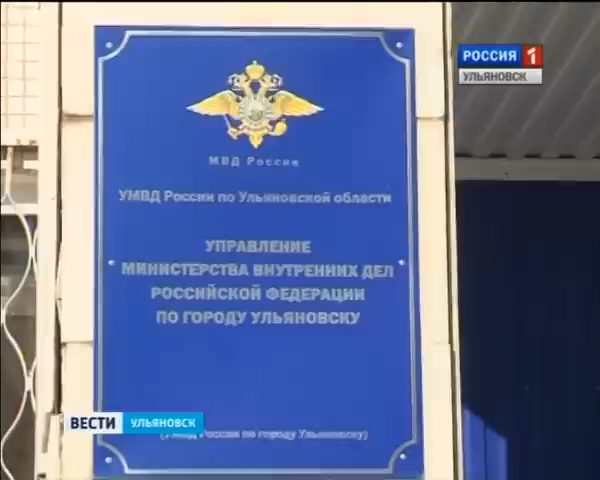 РОССИЯ 1
УЛЬЯНОВСК
МВД России
УМВД России по Ульяновской области
УПРАВЛЕНИЕ
МИНИСТЕРСТВА ВНУТРЕННИХ ДЕЛ
РОССИЙСКОЙ ФЕДЕРАЦИИ
ПО ГОРОДУ УЛЬЯНОВСКУ
ВЕСТИ УЛЬЯНОВСК
(УМВД России по городу Ульяновску)